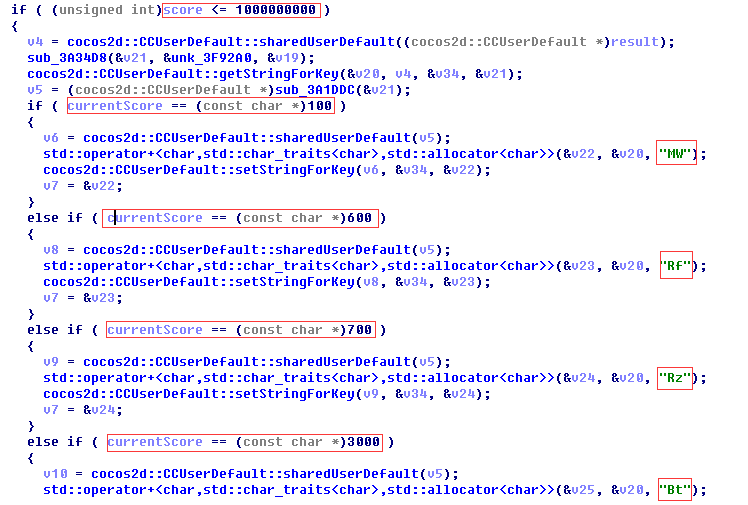 if ( (unsigned int)score <= 1000000000 )
{
v4 = cocos2d::CCUserDefault::sharedUserDefault((cocos2d::CCUserDefault *)result);
sub_3A34D8(&v21, &unk_3F92A0, &v19);
cocos2d::CCUserDefault::getStringForKey(&v20, v4, &v34, &v21);
v5 = (cocos2d::CCUserDefault *)sub_3A1DDC(&v21);
if ( currentScore == (const char *)100 )
{
v6 = cocos2d::CCUserDefault::sharedUserDefault(v5);
std::operator+<char,std::char_traits<char>,std::allocator<char>>(&v22, &v20, "MW");
cocos2d::CCUserDefault::setStringForKey(v6, &v34, &v22);
v7 = &v22;
}
else if ( currentScore == (const char *)600 )
{
v8 = cocos2d::CCUserDefault::sharedUserDefault(v5);
std::operator+<char,std::char_traits<char>,std::allocator<char>>(&v23, &v20, "Rf");
cocos2d::CCUserDefault::setStringForKey(v8, &v34, &v23);
v7 = &v23;
}
else if ( currentScore == (const char *)700 )
{
v9 = cocos2d::CCUserDefault::sharedUserDefault(v5);
std::operator+<char,std::char_traits<char>,std::allocator<char>>(&v24, &v20, "Rz");
cocos2d::CCUserDefault::setStringForKey(v9, &v34, &v24);
v7 = &v24;
}
else if ( currentScore == (const char *)3000 )
{
v10 = cocos2d::CCUserDefault::sharedUserDefault(v5);
std::operator+<char,std::char_traits<char>,std::allocator<char>>(&v25, &v20, "Bt");